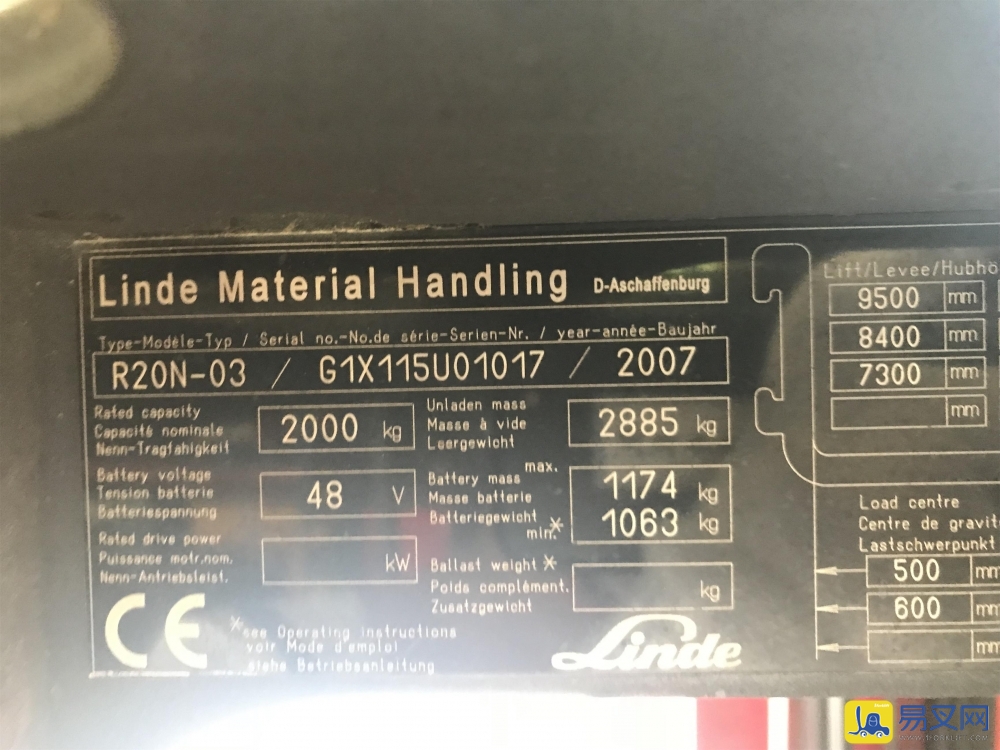 Linde Material Handling D-Aschaffenburg
Type-Modèle-Typ / Serial no.-No.de série-Serien-Nr. / year-année-Baujahr
R20N-03 / G1X115U01017 / 2007
Rated capacity
Capacité nominale
Nenn-Tragfähigkeit
2000 kg
Unladen mass
Masse à vide
Leergewicht
2885 kg
Battery voltage
Tension batterie
Batteriespannung
48 V
Battery mass
Masse batterie
Batteriegewicht
max.
1174 kg
min.*
1063 kg
Rated drive power
Puissance motr.nom.
Nenn-Antriebsleist.
kW
Ballast weight *
Poids complément.
Zusatzgewicht
kg
CE
*see Operating instructions
voir Mode d'emploi
siehe Betriebsanleitung
Linde
Lift/Levee/Hubhö
9500 mm
8400 mm
7300 mm
mm
Load centre
Centre de gravit
Lastschwerpunkt
500 mm
600 mm
mm
易叉网